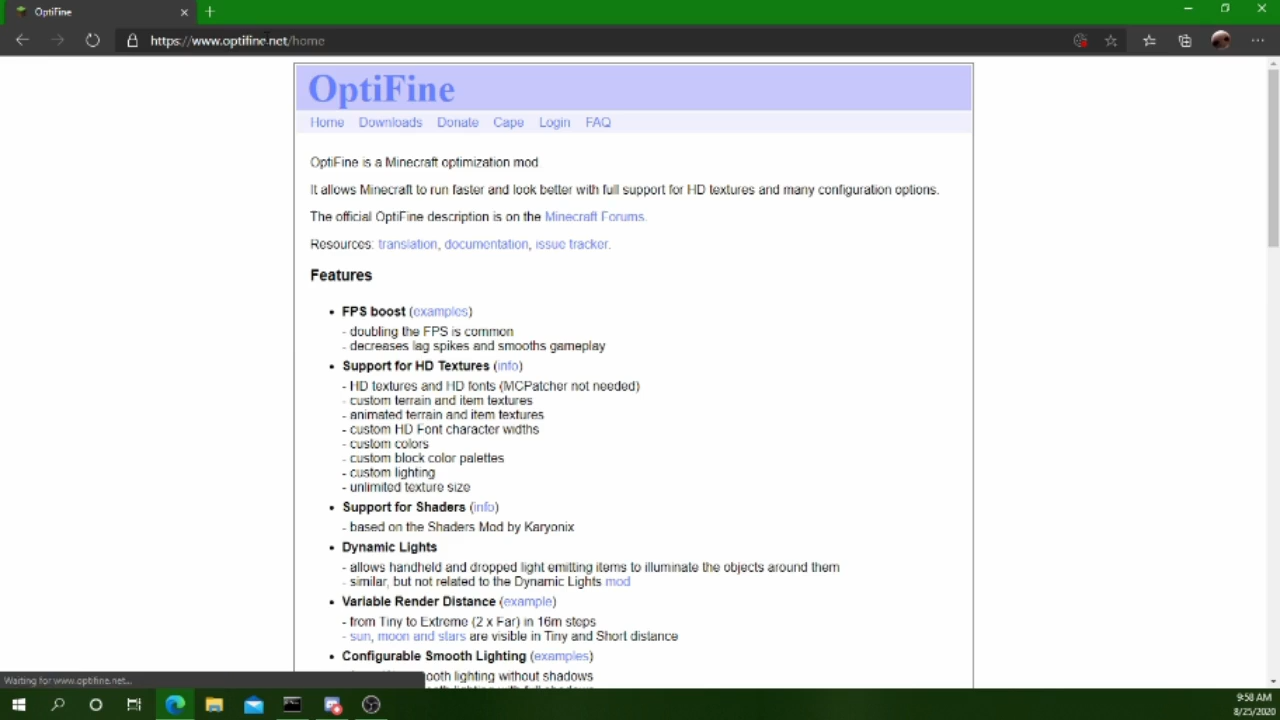 OptiFine
https://www.optifine.net/home
OptiFine
Home Downloads Donate Cape Login FAQ
OptiFine is a Minecraft optimization mod
It allows Minecraft to run faster and look better with full support for HD textures and many configuration options.
The official OptiFine description is on the Minecraft Forums.
Resources: translation, documentation, issue tracker.
Features
• FPS boost (examples)
- doubling the FPS is common
- decreases lag spikes and smooths gameplay
• Support for HD Textures (info)
- HD textures and HD fonts (MCPatcher not needed)
- custom terrain and item textures
- animated terrain and item textures
- custom HD Font character widths
- custom colors
- custom block color palettes
- custom lighting
- unlimited texture size
• Support for Shaders (info)
- based on the Shaders Mod by Karyonix
• Dynamic Lights
- allows handheld and dropped light emitting items to illuminate the objects around them
- similar, but not related to the Dynamic Lights mod
• Variable Render Distance (example)
- from Tiny to Extreme (2 x Far) in 16m steps
- sun, moon and stars are visible in Tiny and Short distance
• Configurable Smooth Lighting (examples)
smooth lighting without shadows
Waiting for www.optifine.net...
9:58 AM
8/25/2020